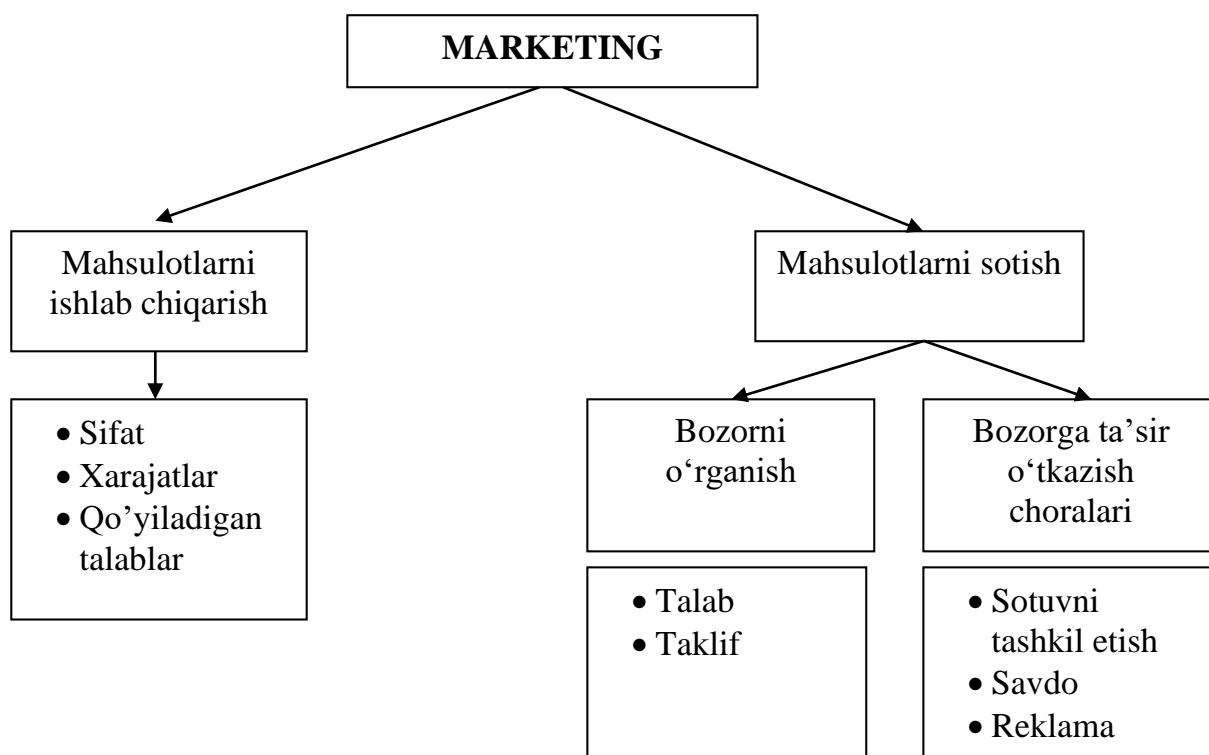 MARKETING
Mahsulotlarni
ishlab chiqarish
Mahsulotlarni sotish
• Sifat
• Xarajatlar
• Qo’yiladigan
talablar
Bozorni
o‘rganish
Bozorga ta’sir
o‘tkazish
choralari
• Talab
• Taklif
• Sotuvni
tashkil etish
• Savdo
• Reklama